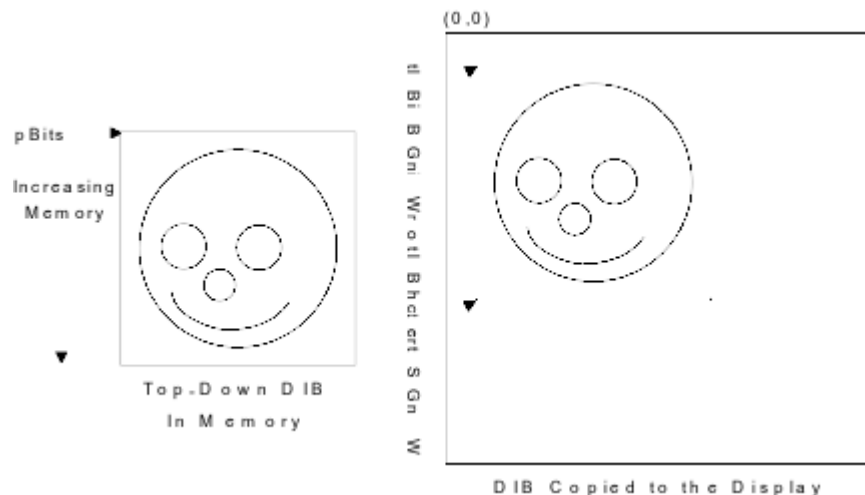 (0,0)
pBits
Increasing
Memory
Top-Down DIB
In Memory
DIB Copied to the Display